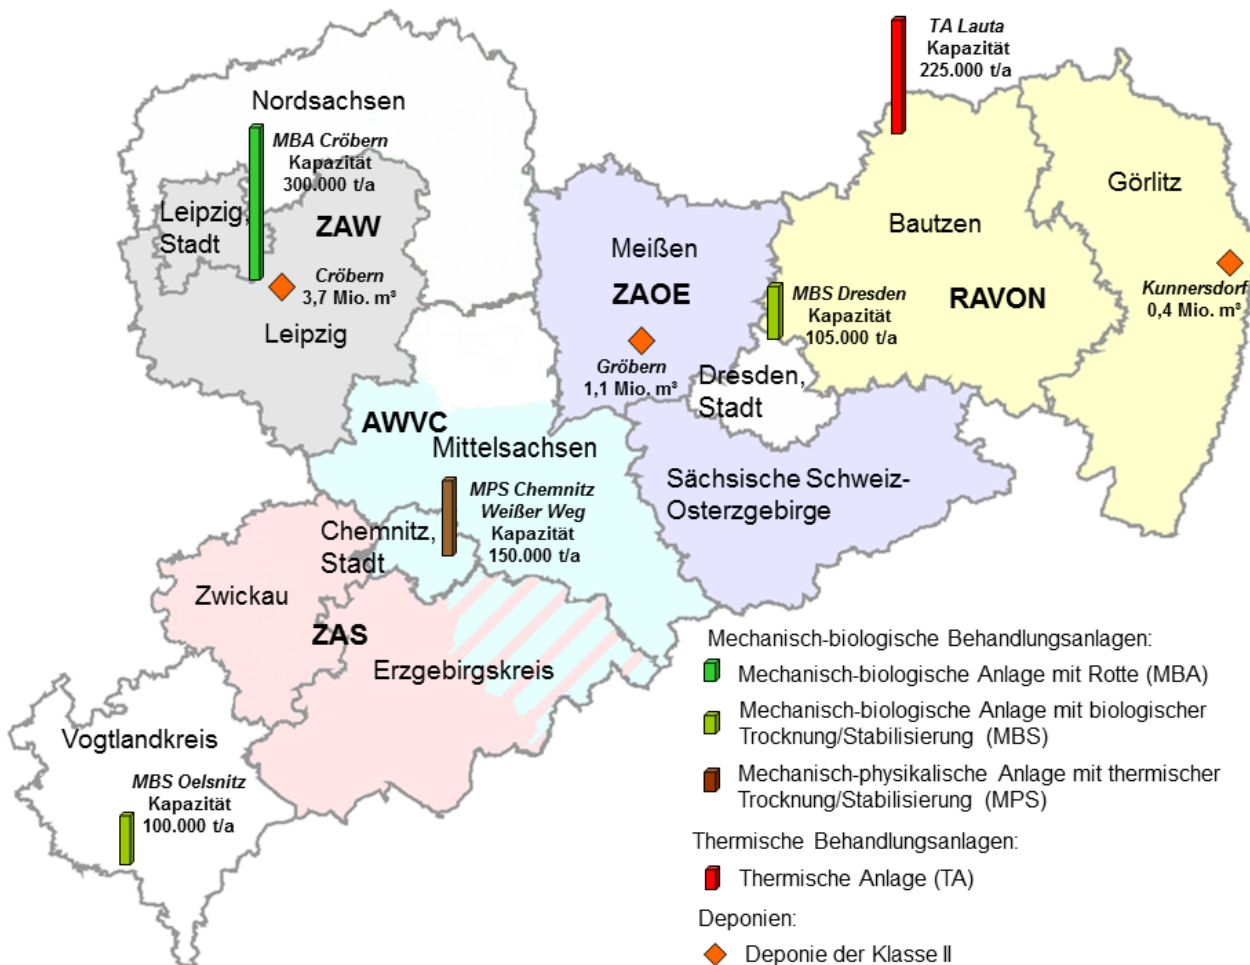 TA Lauta
Kapazität
225.000 t/a
Nordsachsen
MBA Cröbern
Kapazität
300.000 t/a
Leipzig,
Stadt
ZAW
Cröbern
3,7 Mio. m³
Leipzig
Meißen
ZAOE
Gröbern
1,1 Mio. m³
MBS Dresden
Kapazität
105.000 t/a
Dresden,
Stadt
Bautzen
RAVON
Görlitz
Kunnersdorf
0,4 Mio. m³
AWVC
Mittelsachsen
MPS Chemnitz
Weißer Weg
Kapazität
150.000 t/a
Chemnitz,
Stadt
Sächsische Schweiz-
Osterzgebirge
Zwickau
ZAS
Erzgebirgskreis
Vogtlandkreis
MBS Oelsnitz
Kapazität
100.000 t/a
Mechanisch-biologische Behandlungsanlagen:
Mechanisch-biologische Anlage mit Rotte (MBA)
Mechanisch-biologische Anlage mit biologischer
Trocknung/Stabilisierung (MBS)
Mechanisch-physikalische Anlage mit thermischer
Trocknung/Stabilisierung (MPS)
Thermische Behandlungsanlagen:
Thermische Anlage (TA)
Deponien:
Deponie der Klasse II